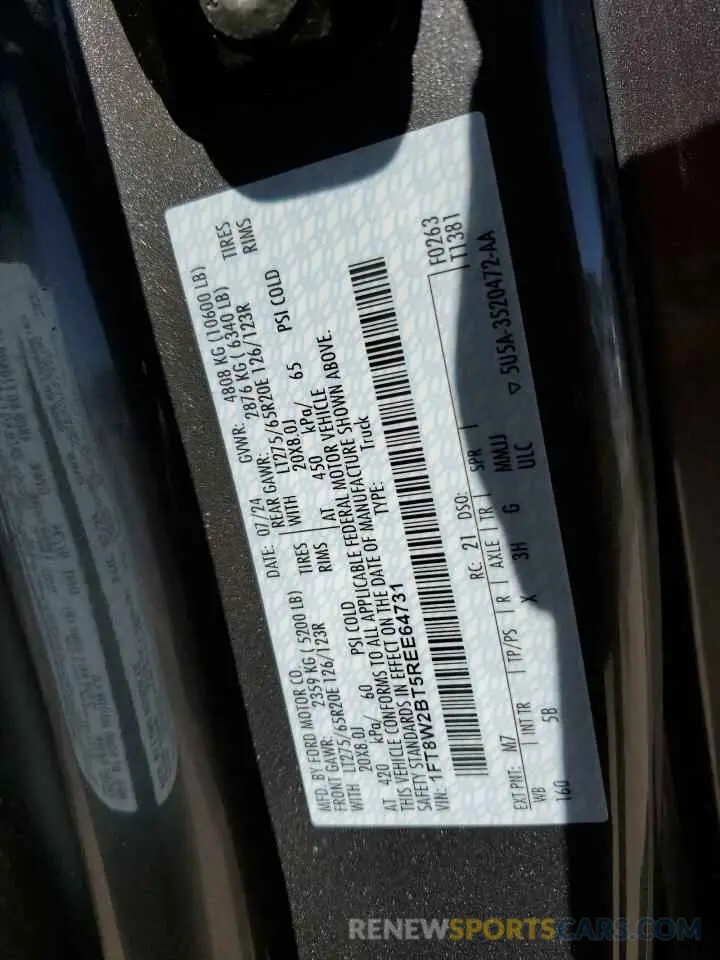 MFD. BY FORD MOTOR CO.
DATE: 07/24 GVWR: 4808 KG (10600 LB)
FRONT GAWR: 2359 KG ( 5200 LB) REAR GAWR: 2876 KG ( 6340 LB)
WITH LT275/65R20E 126/123R TIRES WITH LT275/65R20E 126/123R TIRES
20X8.0J RIMS 20X8.0J RIMS
AT 420 kPa/ 60 PSI COLD AT 450 kPa/ 65 PSI COLD
THIS VEHICLE CONFORMS TO ALL APPLICABLE FEDERAL MOTOR VEHICLE
SAFETY STANDARDS IN EFFECT ON THE DATE OF MANUFACTURE SHOWN ABOVE.
VIN: 1FT8W2BT5REE64731 TYPE: Truck
F0263
T1381
EXT PNT: M7 RC: 21 DSO:
WB INT TR TP/PS R AXLE TR SPR
160 5B X 3H G MMJJ
ULC
▽ 5U5A-3520472-AA
RENEWSPORTSCARS.COM